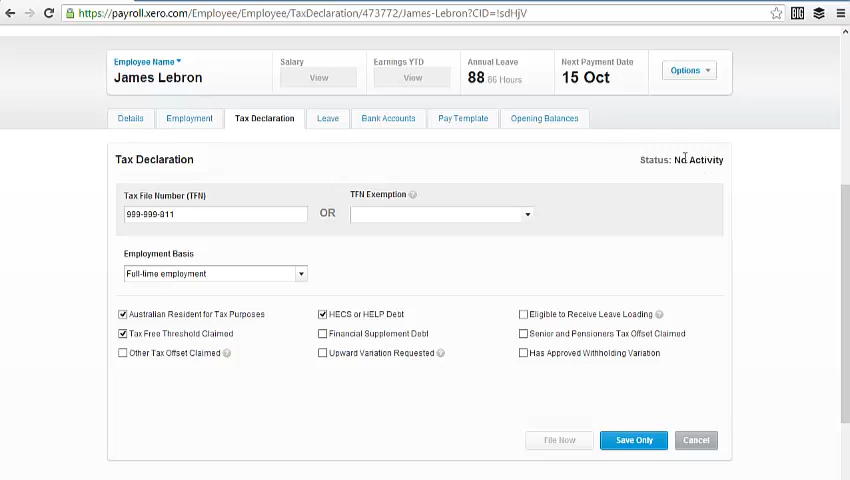 https://payroll.xero.com/Employee/Employee/TaxDeclaration/473772/James-Lebron?CID=!sdHjV
BIG
Employee Name
James Lebron
Salary
View
Earnings YTD
View
Annual Leave
88.86 Hours
Next Payment Date
15 Oct
Options
Details
Employment
Tax Declaration
Leave
Bank Accounts
Pay Template
Opening Balances
Tax Declaration
Status: No Activity
Tax File Number (TFN)
999-999-811
OR
TFN Exemption ?
Employment Basis
Full-time employment
Australian Resident for Tax Purposes
HECS or HELP Debt
Eligible to Receive Leave Loading ?
Tax Free Threshold Claimed
Financial Supplement Debt
Senior and Pensioners Tax Offset Claimed
Other Tax Offset Claimed ?
Upward Variation Requested ?
Has Approved Withholding Variation
File Now
Save Only
Cancel